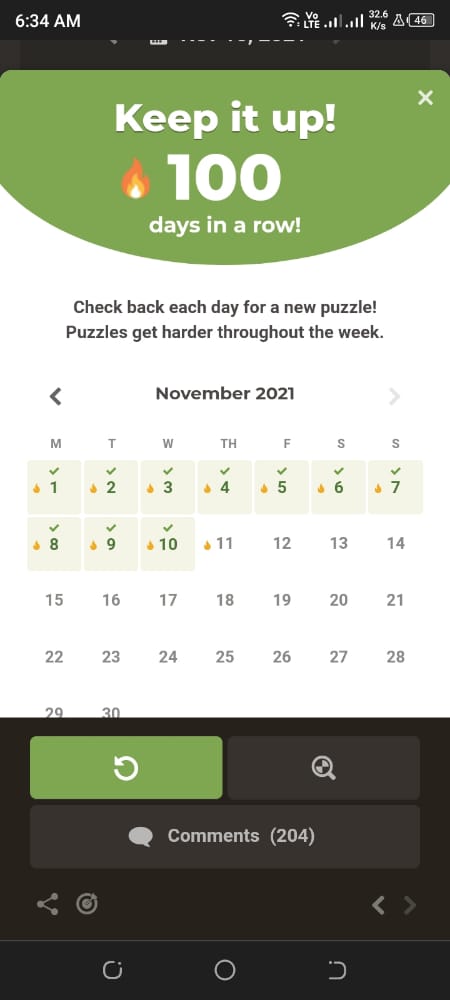 6:34 AM
Vo
LTE
32.6
K/s
46
Keep it up!
100
days in a row!
Check back each day for a new puzzle!
Puzzles get harder throughout the week.
November 2021
M T W TH F S S
1 2 3 4 5 6 7
8 9 10 11 12 13 14
15 16 17 18 19 20 21
22 23 24 25 26 27 28
29 30
Comments (204)